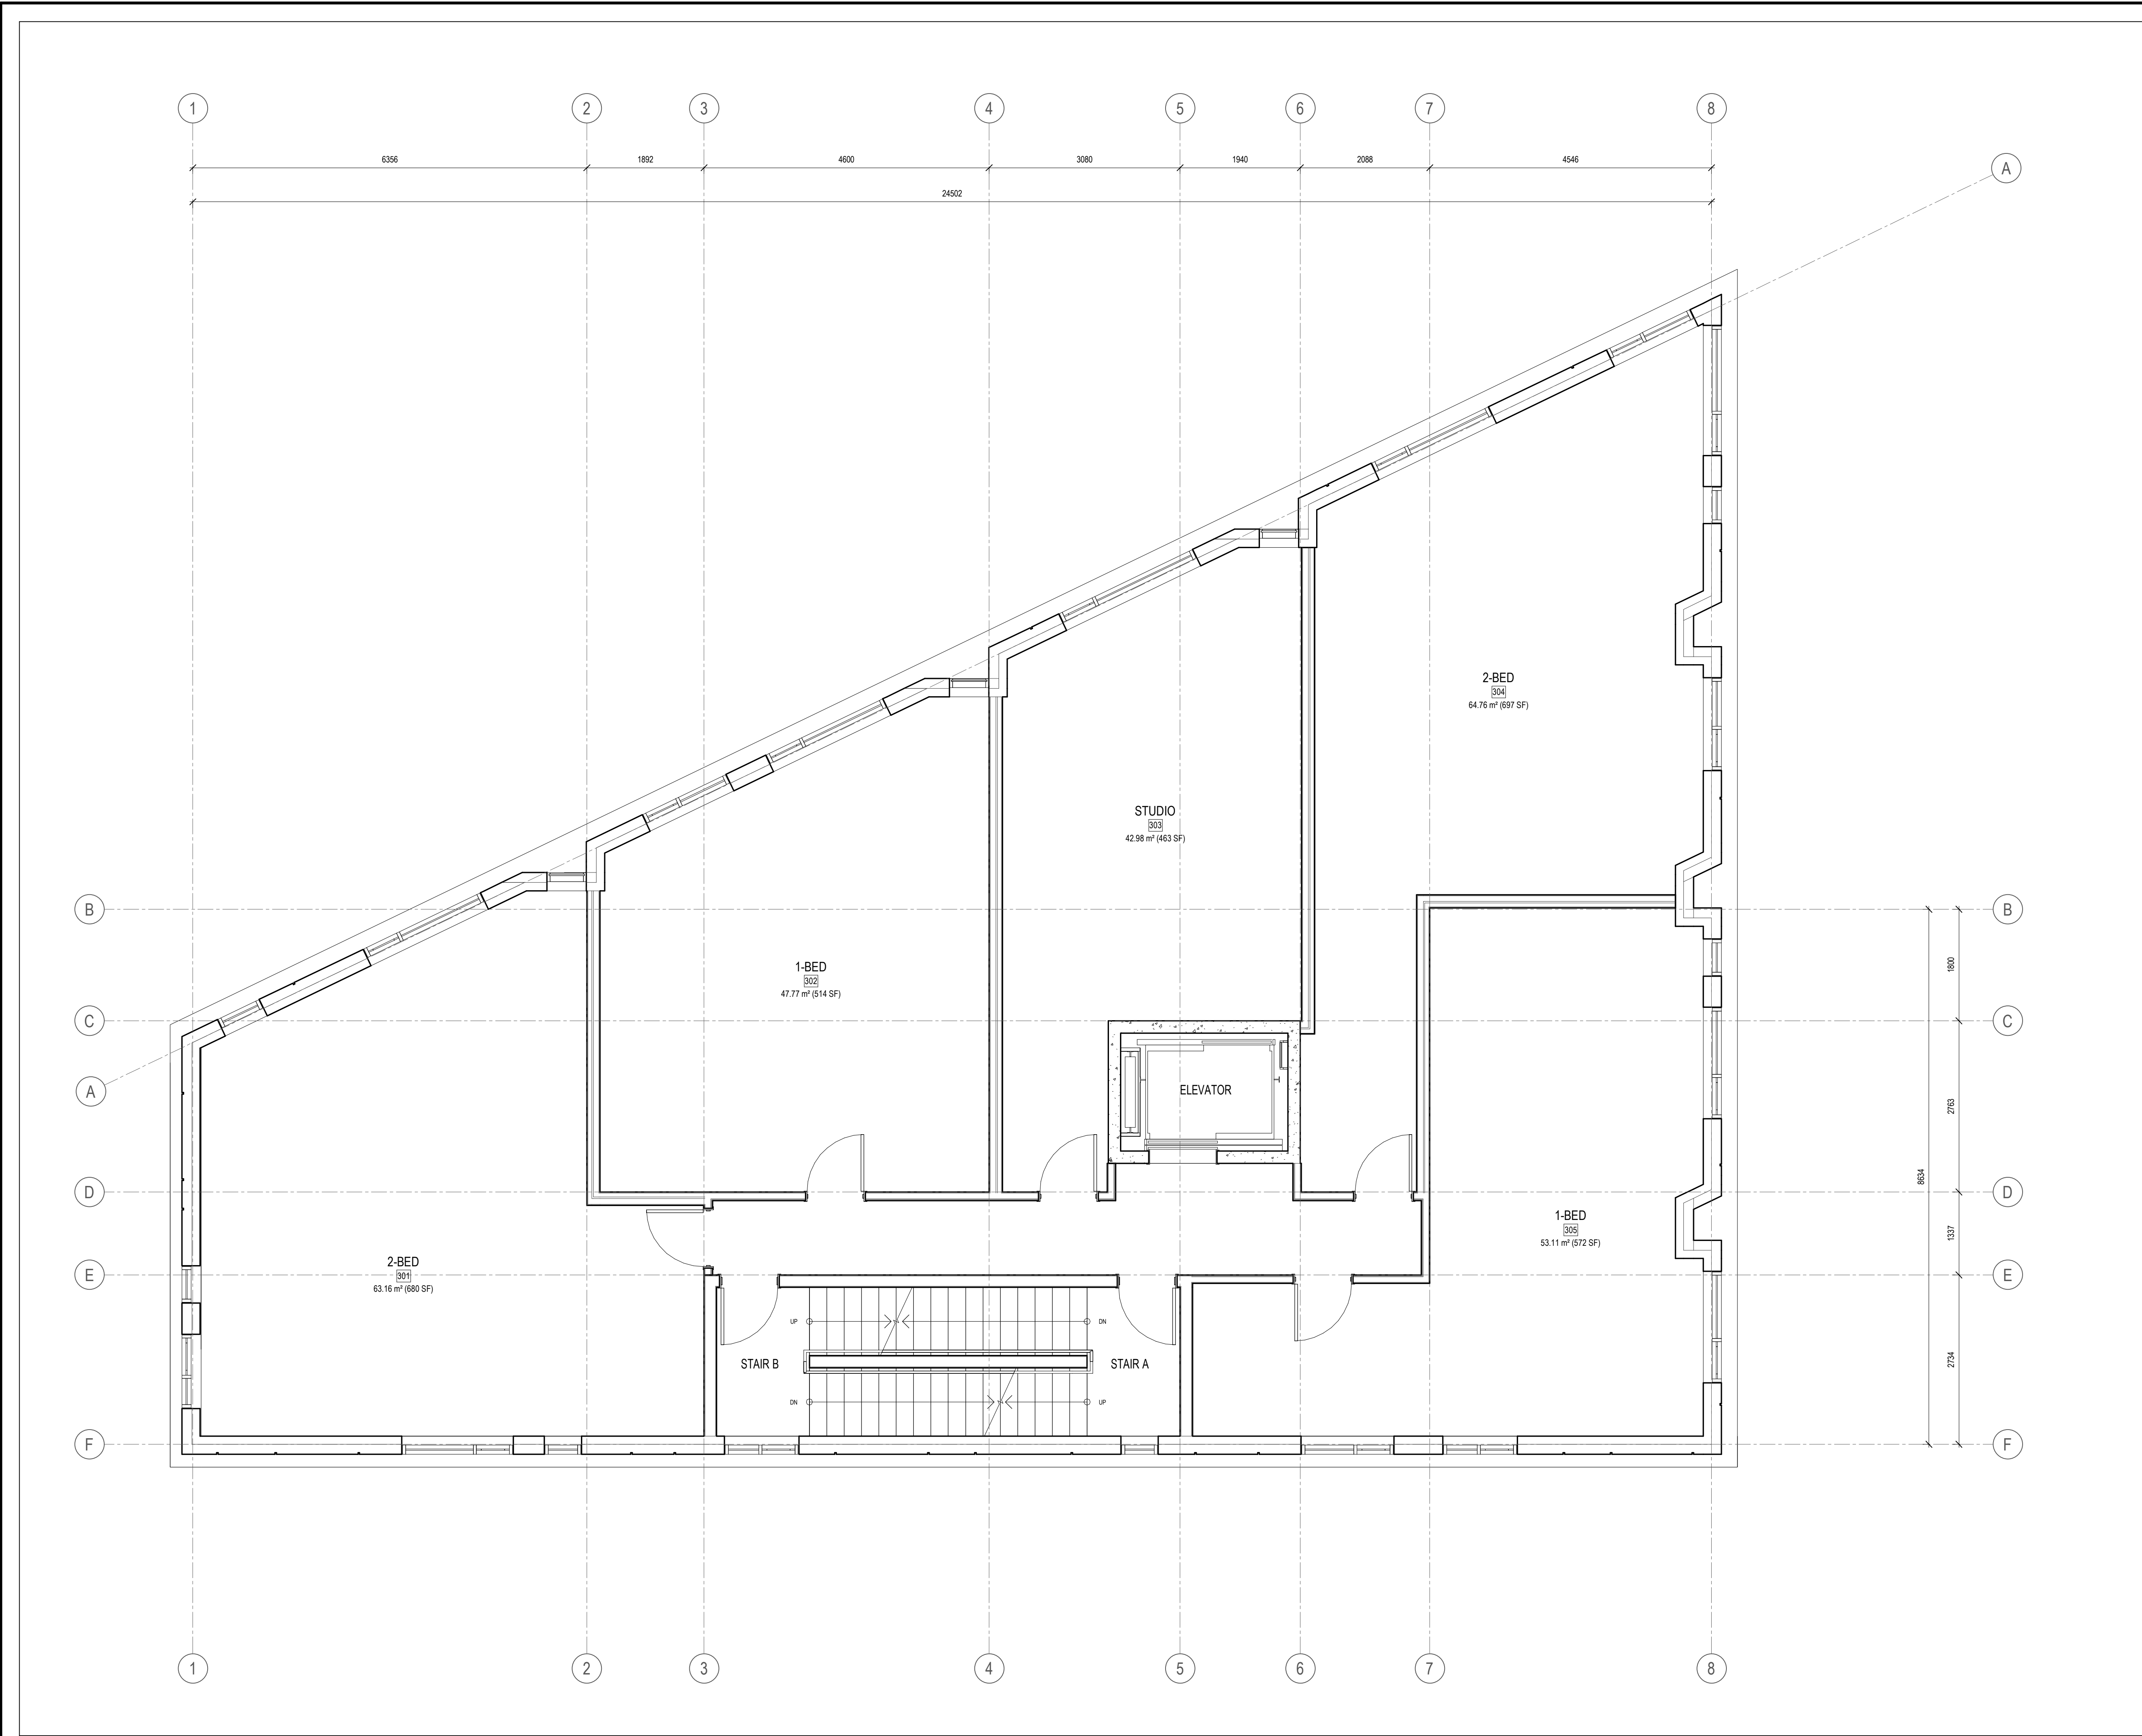 1 2 3 4 5 6 7 8
6356 1892 4600 3080 1940 2088 4546
A
24502
2-BED
304
64.76 m² (697 SF)
STUDIO
303
42.98 m² (463 SF)
B B
1-BED
302
47.77 m² (514 SF)
1800
C C
A
ELEVATOR
2763
8634
D D
1-BED
305
53.11 m² (572 SF)
1337
2-BED
301
63.16 m² (680 SF)
E E
UP DN
STAIR B STAIR A
2734
DN UP
F F
1 2 3 4 5 6 7 8